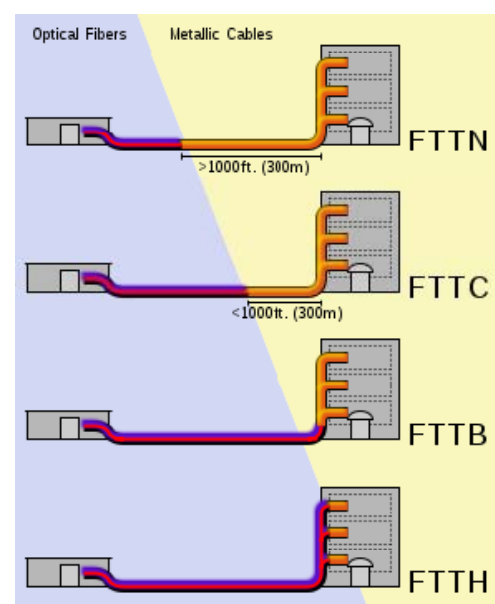 Optical Fibers Metallic Cables
FTTN
>1000ft. (300m)
FTTC
<1000ft. (300m)
FTTB
FTTH